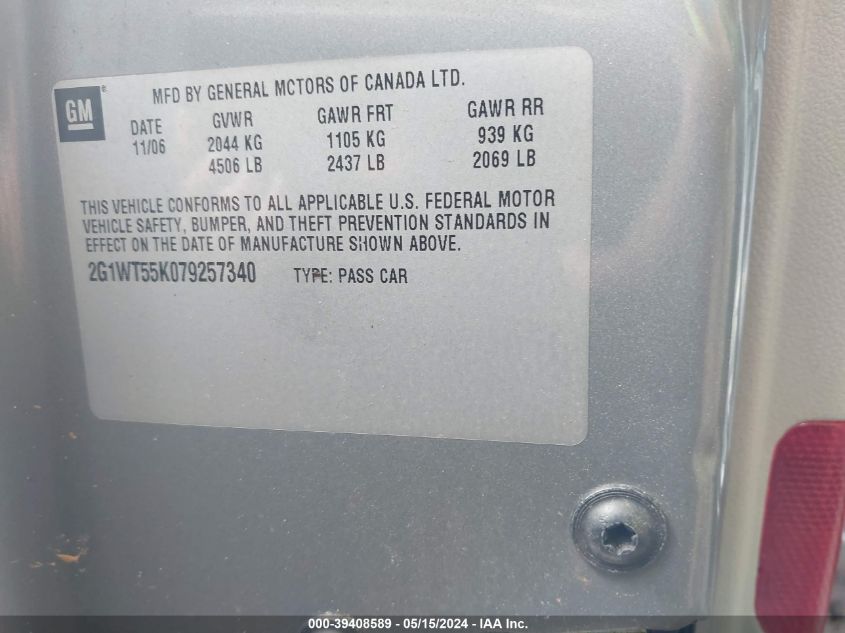 GM
MFD BY GENERAL MOTORS OF CANADA LTD.
DATE GVWR GAWR FRT GAWR RR
11/06 2044 KG 1105 KG 939 KG
4506 LB 2437 LB 2069 LB
THIS VEHICLE CONFORMS TO ALL APPLICABLE U.S. FEDERAL MOTOR
VEHICLE SAFETY, BUMPER, AND THEFT PREVENTION STANDARDS IN
EFFECT ON THE DATE OF MANUFACTURE SHOWN ABOVE.
2G1WT55K079257340 TYPE: PASS CAR
000-39408589 - 05/15/2024 - IAA Inc.